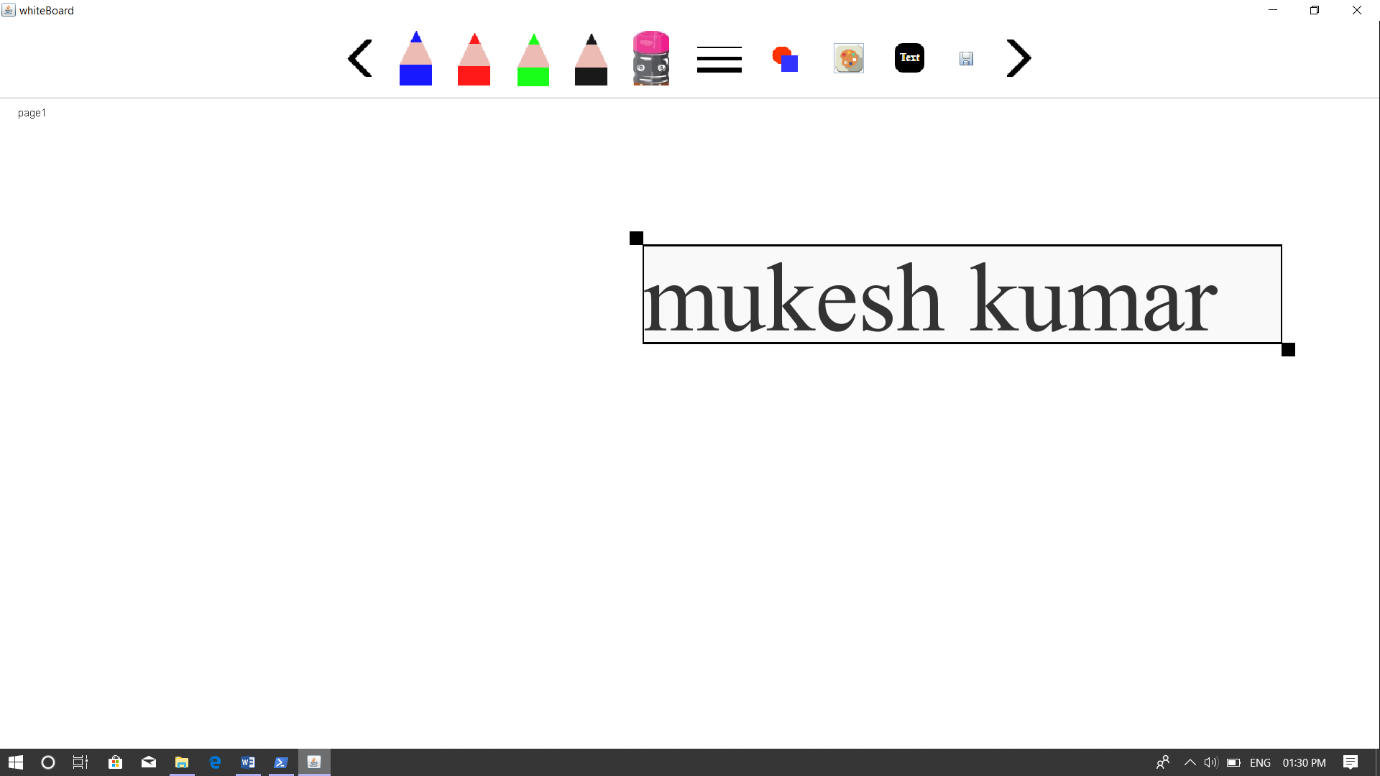 whiteBoard
Text
page1
mukesh kumar
ENG 01:30 PM